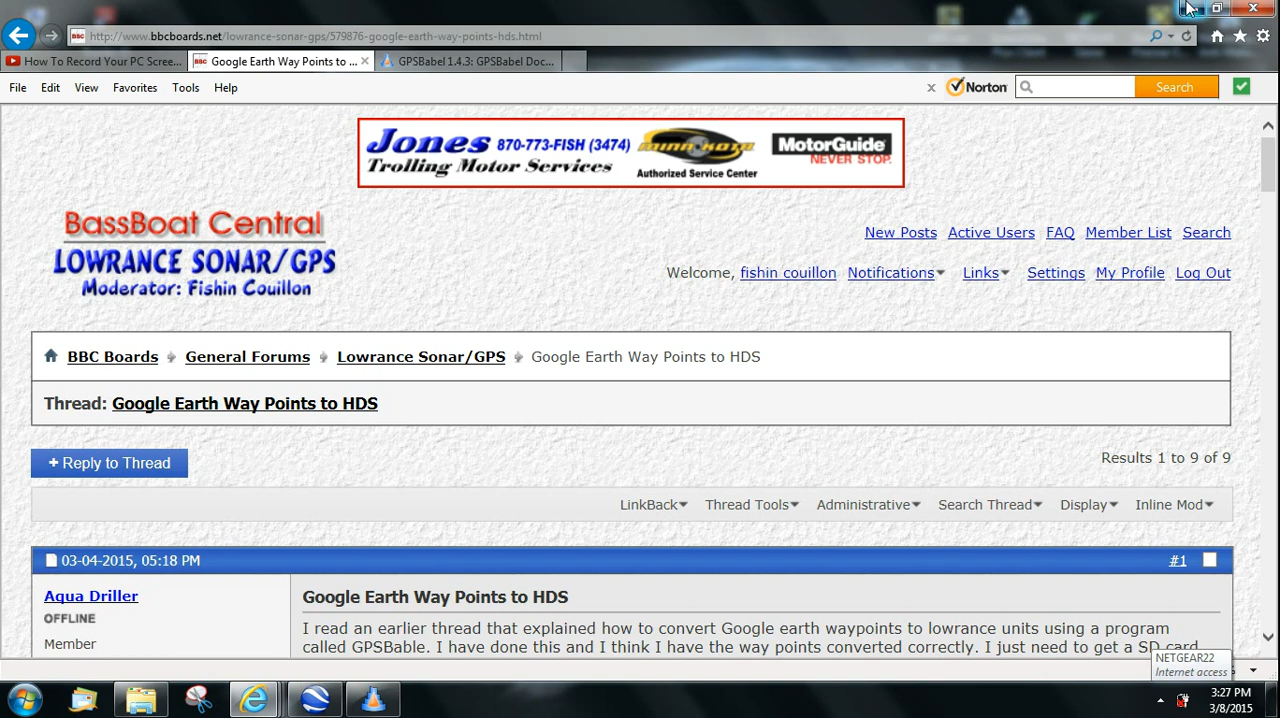 http://www.bbcboards.net/lowrance-sonar-gps/579876-google-earth-way-points-hds.html
How To Record Your PC Scree...
BBC Google Earth Way Points to ...
GPSBabel 1.4.3: GPSBabel Doc...
File Edit View Favorites Tools Help
Norton
Search
Jones 870-773-FISH (3474)
Trolling Motor Services
MINN KOTA
Authorized Service Center
MotorGuide
NEVER STOP.
BassBoat Central
LOWRANCE SONAR/GPS
Moderator: Fishin Couillon
New Posts Active Users FAQ Member List Search
Welcome, fishin couillon Notifications Links Settings My Profile Log Out
BBC Boards General Forums Lowrance Sonar/GPS Google Earth Way Points to HDS
Thread: Google Earth Way Points to HDS
+ Reply to Thread
Results 1 to 9 of 9
LinkBack Thread Tools Administrative Search Thread Display Inline Mod
03-04-2015, 05:18 PM
#1
Aqua Driller
OFFLINE
Member
Google Earth Way Points to HDS
I read an earlier thread that explained how to convert Google earth waypoints to lowrance units using a program
called GPSBable. I have done this and I think I have the way points converted correctly. I just need to get a SD card
NETGEAR22
Internet access
3:27 PM
3/8/2015